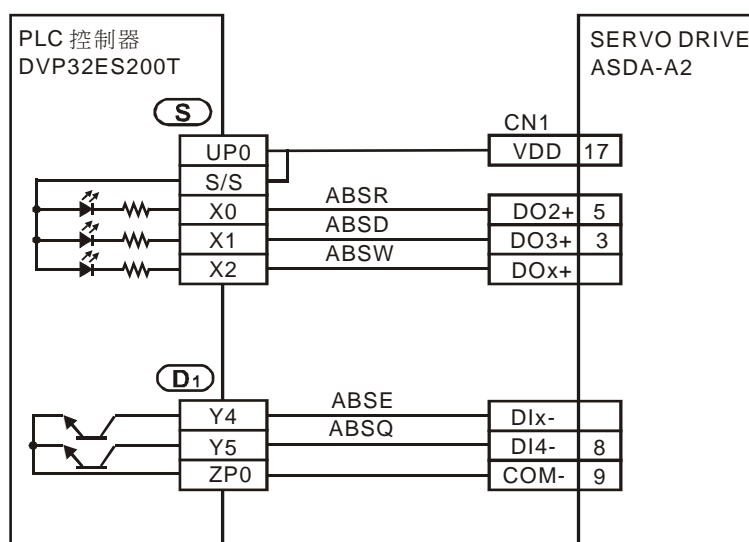 PLC 控制器
DVP32ES200T
SERVO DRIVE
ASDA-A2
S
CN1
UP0
VDD 17
S/S
X0 ABSR DO2+ 5
X1 ABSD DO3+ 3
X2 ABSW DOx+
D1
Y4 ABSE DIx-
Y5 ABSQ DI4- 8
ZP0 COM- 9